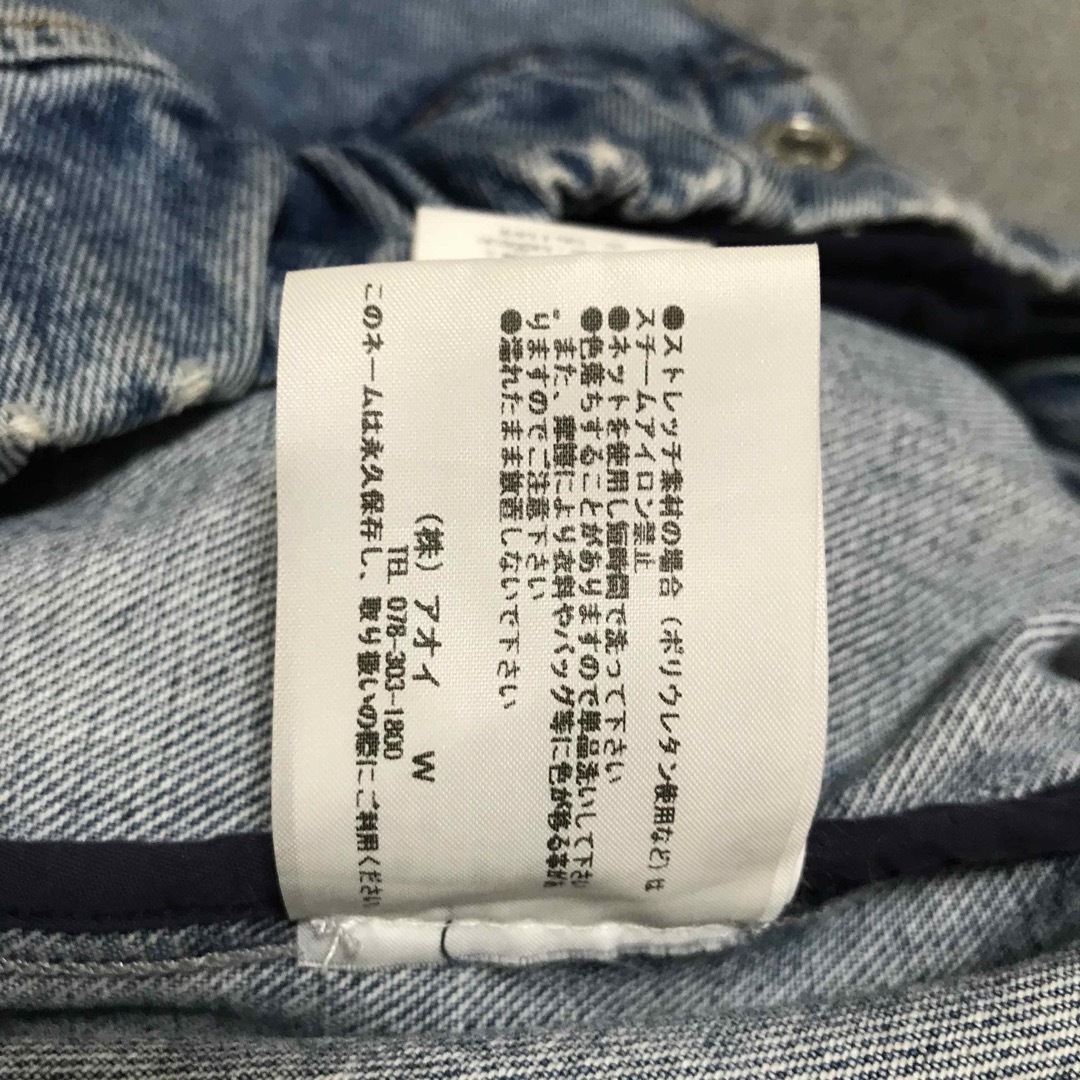 ●ストレッチ素材の場合（ポリウレタン使用など）は
スチームアイロン禁止
●ネットを使用し短時間で洗って下さい
●色落ちすることがありますので単品洗いして下さい
。また、摩擦により衣料やバッグ等に色が移る事が
りますのでご注意下さい
●濡れたまま放置しないで下さい
（株）アオイ W
TEL 078-303-1800
このネームは永久保存し、取り扱いの際にご利用ください